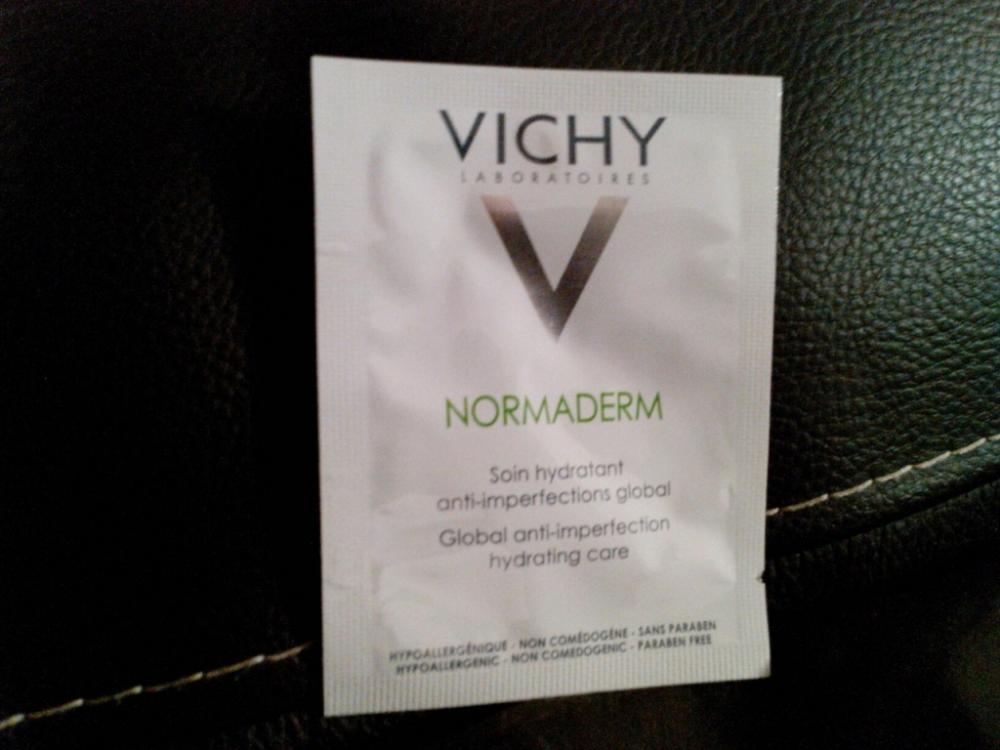 VICHY
LABORATOIRES
V
NORMADERM
Soin hydratant
anti-imperfections global
Global anti-imperfection
hydrating care
HYPOALLERGÉNIQUE - NON COMÉDOGÈNE - SANS PARABEN
HYPOALLERGENIC - NON COMEDOGENIC - PARABEN FREE